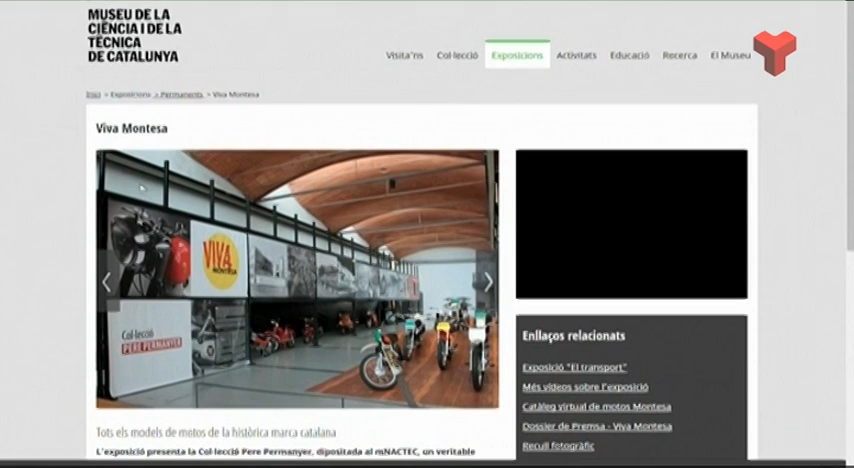 MUSEU DE LA
CIÈNCIA I DE LA
TÈCNICA
DE CATALUNYA
Visita'ns Col·lecció Exposicions Activitats Educació Recerca El Museu
Inici > Exposicions > Permanents > Viva Montesa
Viva Montesa
VIVA
MONTESA
Col·lecció
PERE PERMANYER
Tots els models de motos de la històrica marca catalana
L'exposició presenta la Col·lecció Pere Permanyer, dipositada al mNACTEC, un veritable
Enllaços relacionats
Exposició "El transport"
Més vídeos sobre l'exposició
Catàleg virtual de motos Montesa
Dossier de Premsa - Viva Montesa
Recull fotogràfic